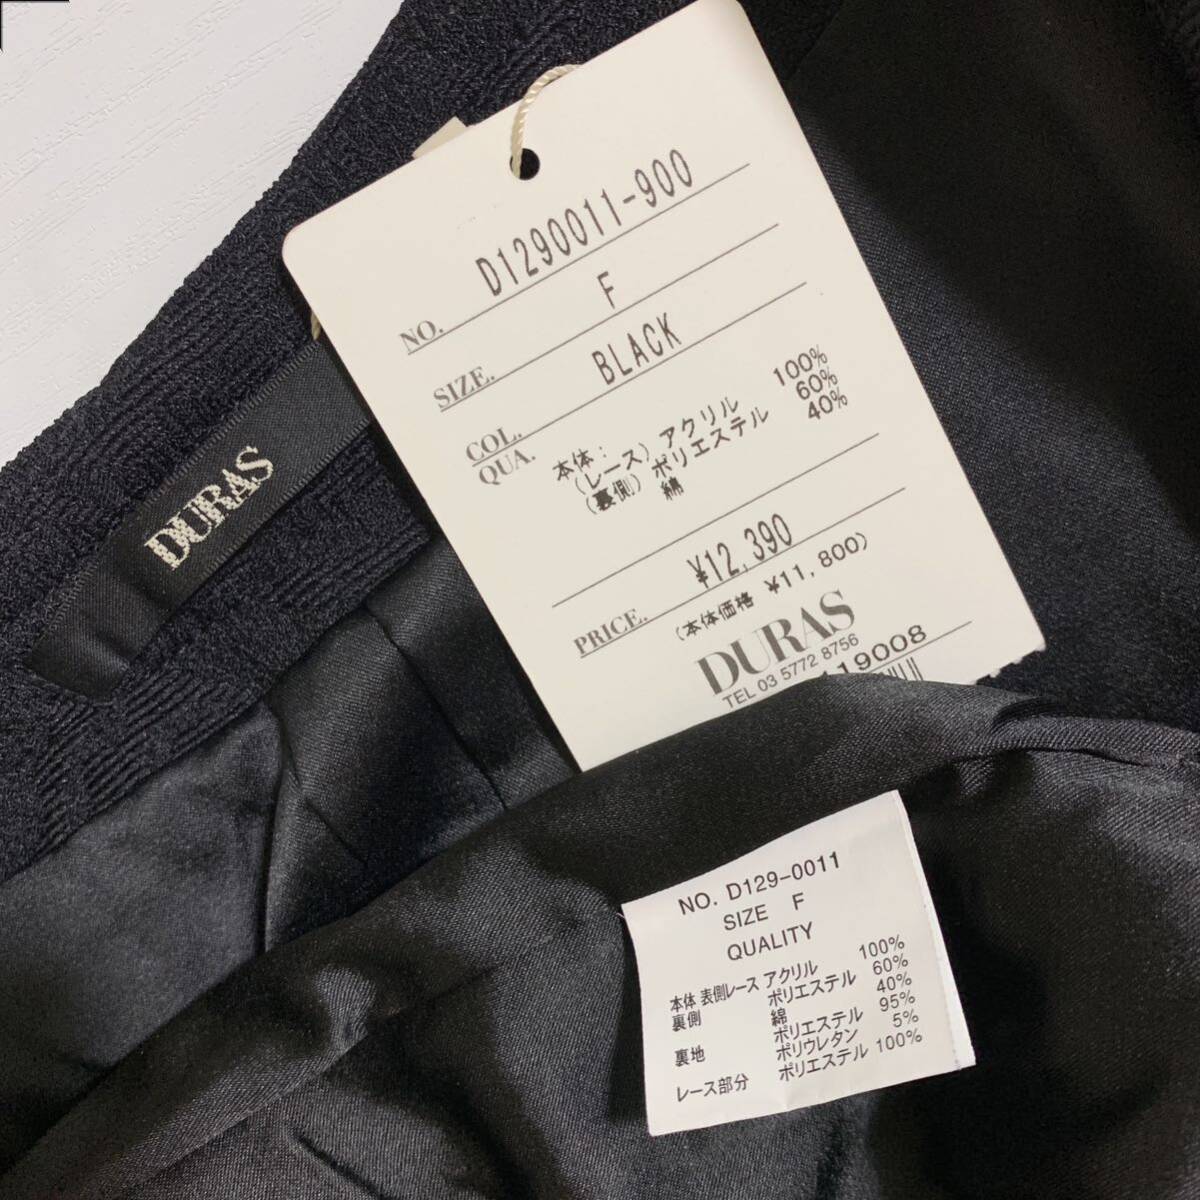 DURAS
NO. D1290011-900
SIZE. F
COL. BLACK
QUA. 本体：
(レース) アクリル 100%
(裏側) ポリエステル 60%
綿 40%
¥12,390
PRICE. (本体価格 ¥11,800)
DURAS
TEL 03 5772 8756
19008
NO. D129-0011
SIZE F
QUALITY
本体 表側レース アクリル 100%
裏側 ポリエステル 60%
綿 40%
裏地 ポリエステル 95%
ポリウレタン 5%
レース部分 ポリエステル 100%